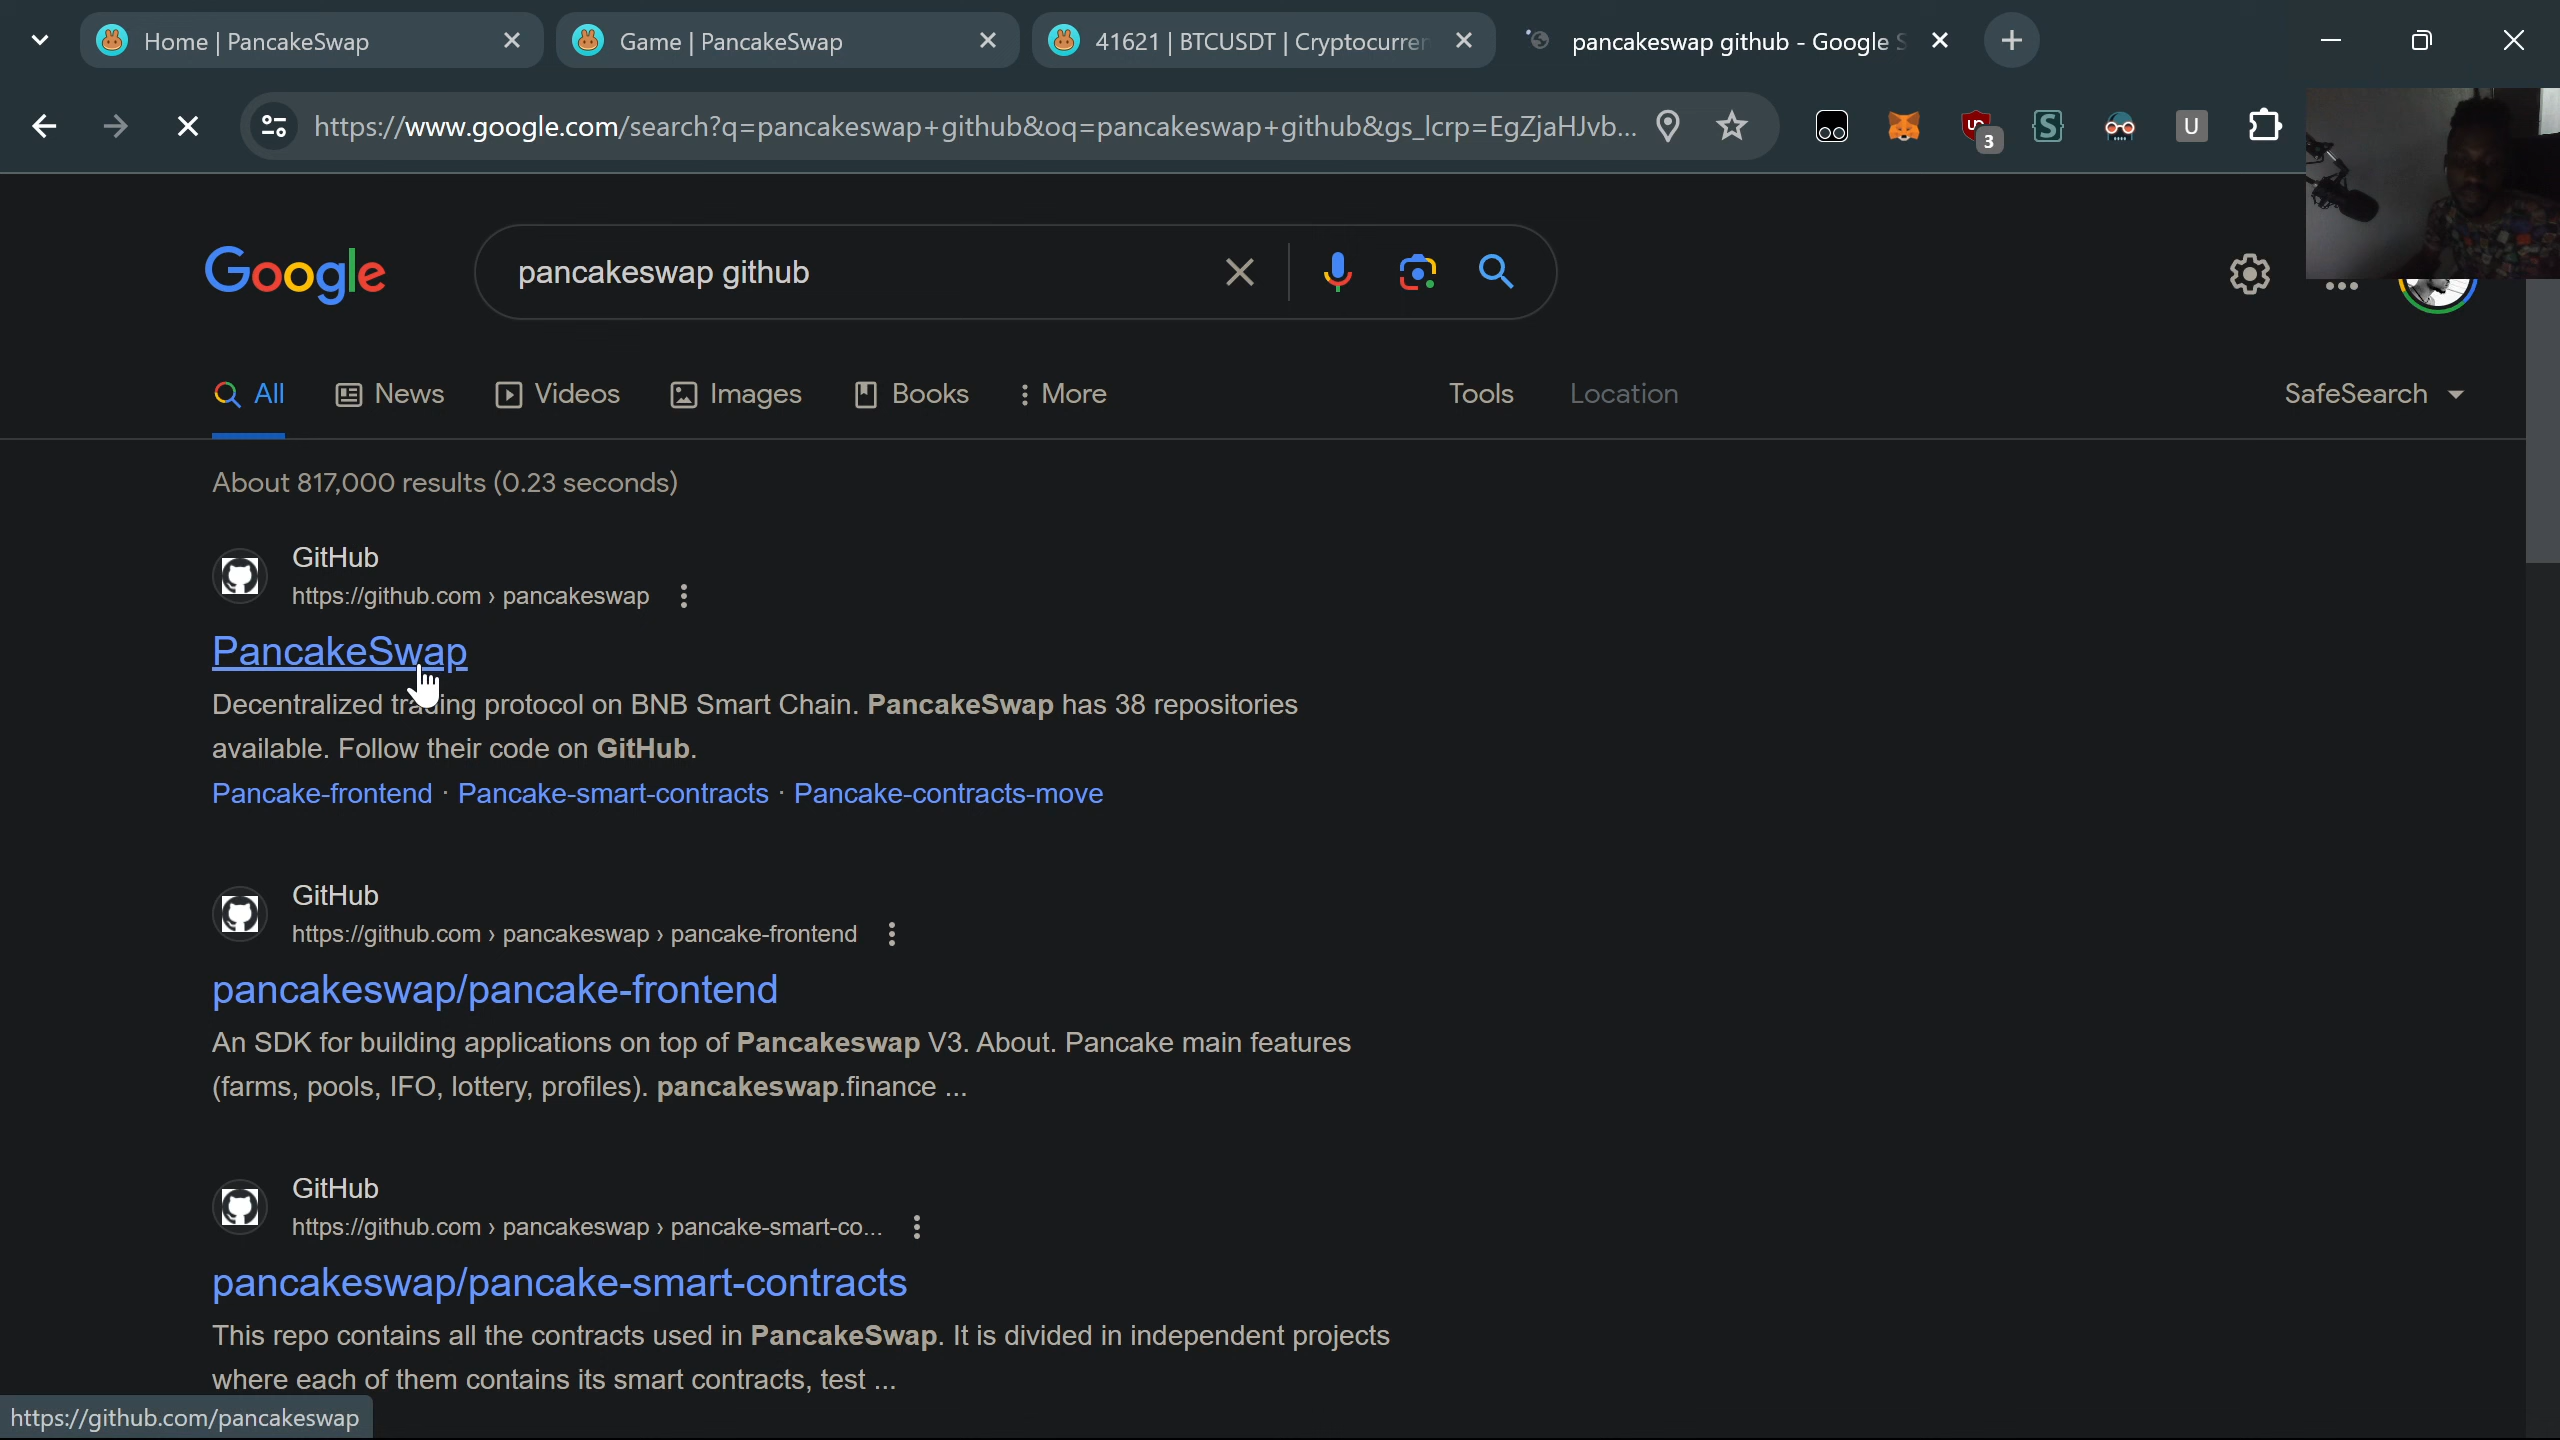 Home | PancakeSwap
Game | PancakeSwap
41621 | BTCUSDT | Cryptocurrer
pancakeswap github - Google S
https://www.google.com/search?q=pancakeswap+github&oq=pancakeswap+github&gs_lcrp=EgZjaHJvb...
3
S
U
Google
pancakeswap github
All
News
Videos
Images
Books
More
Tools
Location
SafeSearch
About 817,000 results (0.23 seconds)
GitHub
https://github.com › pancakeswap
PancakeSwap
Decentralized trading protocol on BNB Smart Chain. PancakeSwap has 38 repositories
available. Follow their code on GitHub.
Pancake-frontend · Pancake-smart-contracts · Pancake-contracts-move
GitHub
https://github.com › pancakeswap › pancake-frontend
pancakeswap/pancake-frontend
An SDK for building applications on top of Pancakeswap V3. About. Pancake main features
(farms, pools, IFO, lottery, profiles). pancakeswap.finance ...
GitHub
https://github.com › pancakeswap › pancake-smart-co...
pancakeswap/pancake-smart-contracts
This repo contains all the contracts used in PancakeSwap. It is divided in independent projects
where each of them contains its smart contracts, test ...
https://github.com/pancakeswap